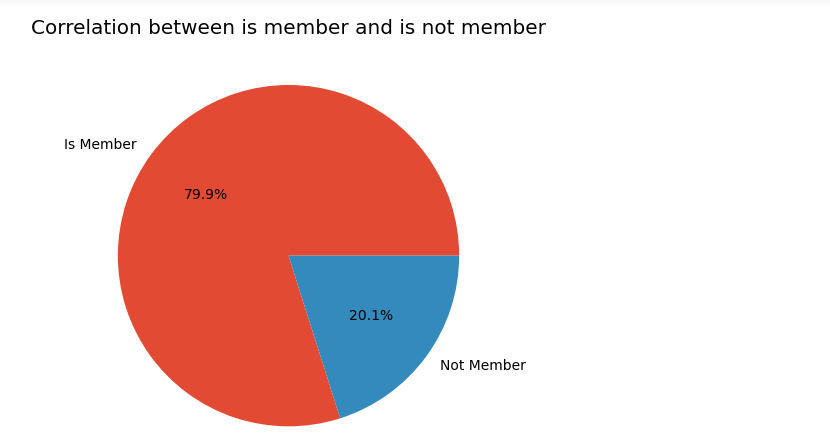 Correlation between is member and is not member
Is Member
79.9%
20.1%
Not Member